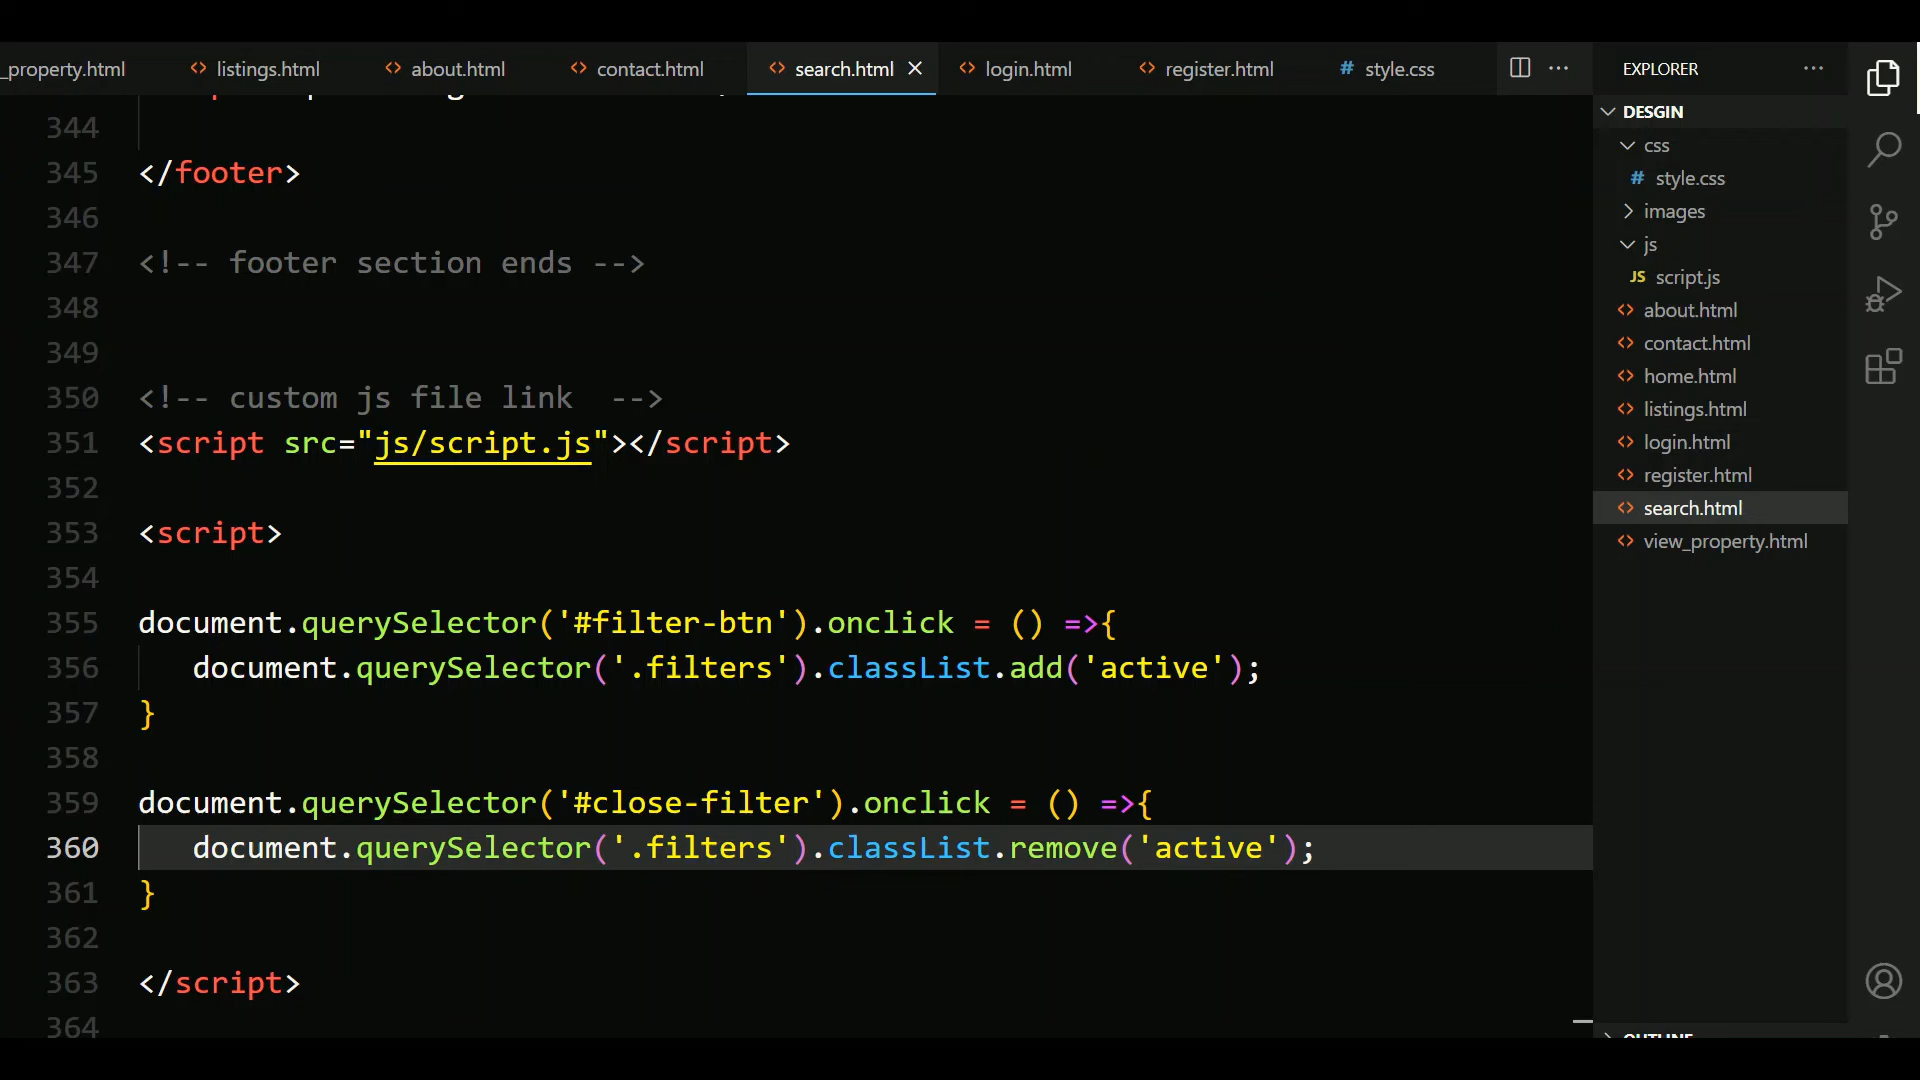 _property.html
listings.html
about.html
contact.html
search.html
login.html
register.html
# style.css
EXPLORER
344
345 </footer>
346
347 <!-- footer section ends -->
348
349
350 <!-- custom js file link  -->
351 <script src="js/script.js"></script>
352
353 <script>
354
355 document.querySelector('#filter-btn').onclick = () =>{
356    document.querySelector('.filters').classList.add('active');
357 }
358
359 document.querySelector('#close-filter').onclick = () =>{
360    document.querySelector('.filters').classList.remove('active');
361 }
362
363 </script>
364
DESGIN
css
# style.css
images
js
JS script.js
about.html
contact.html
home.html
listings.html
login.html
register.html
search.html
view_property.html
OUTLINE